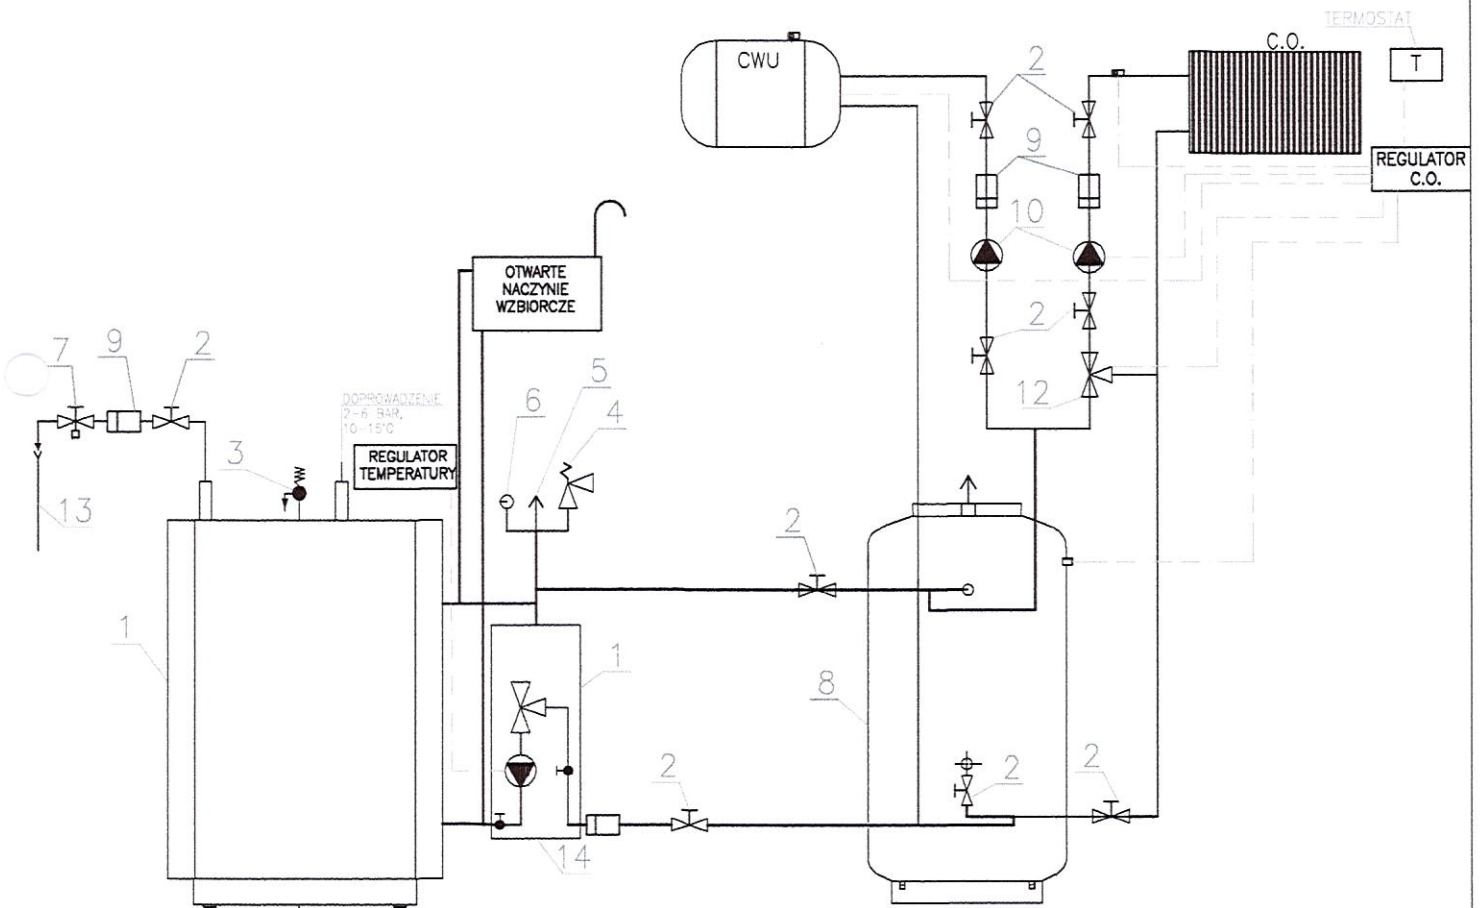 TERMOSTAT
C.O.
CWU
2
T
9
REGULATOR
C.O.
10
OTWARTE
NACZYNIE
WZBIORCZE
2
7
9
2
5
6
4
12
DOPROWADZENIE
2-6 BAR,
10-15°C
REGULATOR
TEMPERATURY
3
13
2
1
1
8
2
2
2
14